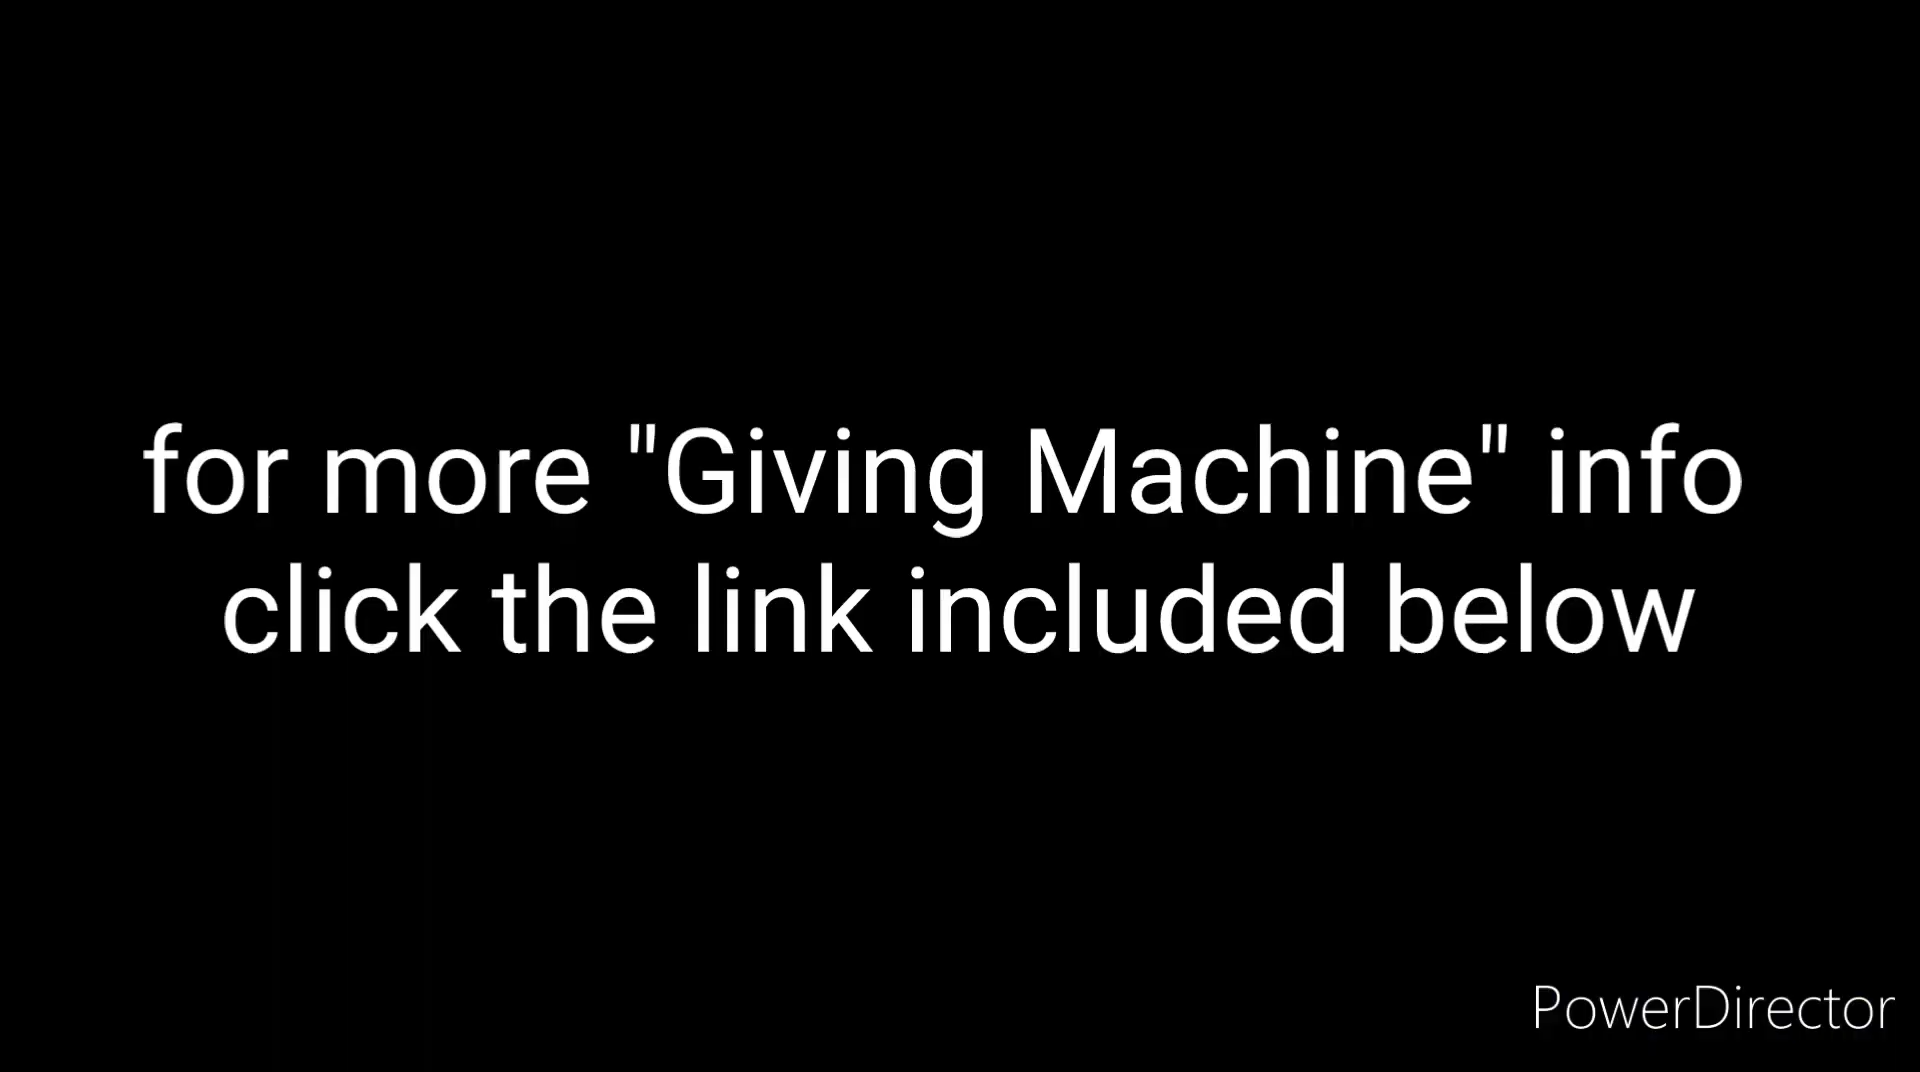 for more "Giving Machine" info
click the link included below
PowerDirector